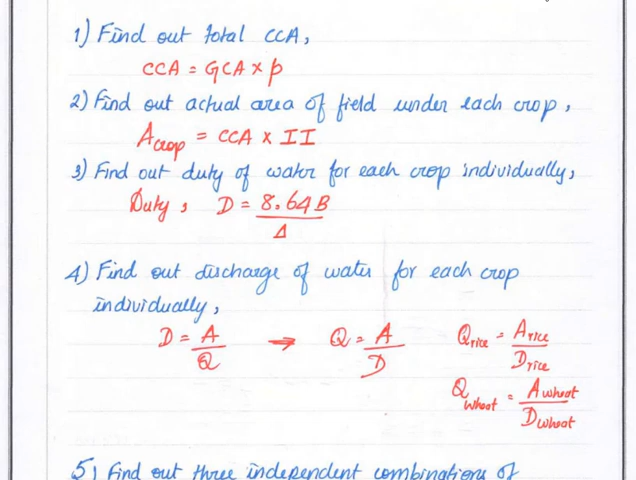 1) Find out total CCA,
CCA = GCA × p
2) Find out actual area of field under each crop,
Acrop = CCA × II
3) Find out duty of water for each crop individually,
Duty, D = 8.64B / Δ
4) Find out discharge of water for each crop
individually,
D = A / Q → Q = A / D Qrice = Arice / Drice
Qwheat = Awheat / Dwheat
5) Find out three independent combinations of